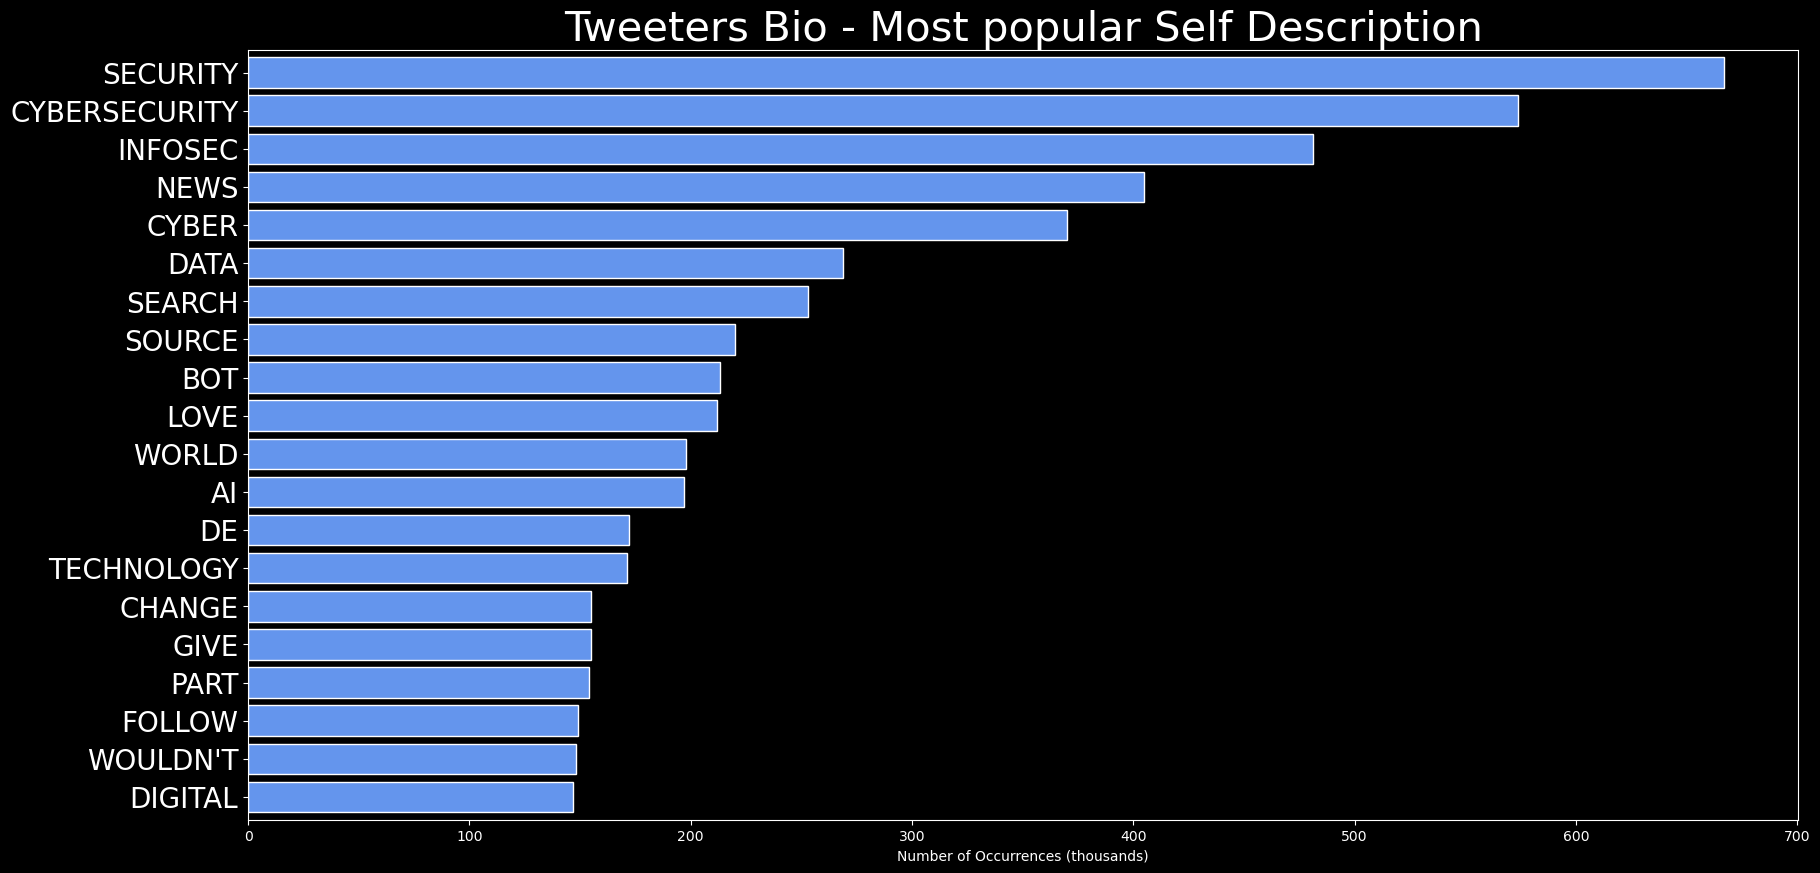 Tweeters Bio - Most popular Self Description
SECURITY
CYBERSECURITY
INFOSEC
NEWS
CYBER
DATA
SEARCH
SOURCE
BOT
LOVE
WORLD
AI
DE
TECHNOLOGY
CHANGE
GIVE
PART
FOLLOW
WOULDN'T
DIGITAL
0 100 200 300 400 500 600 700
Number of Occurrences (thousands)